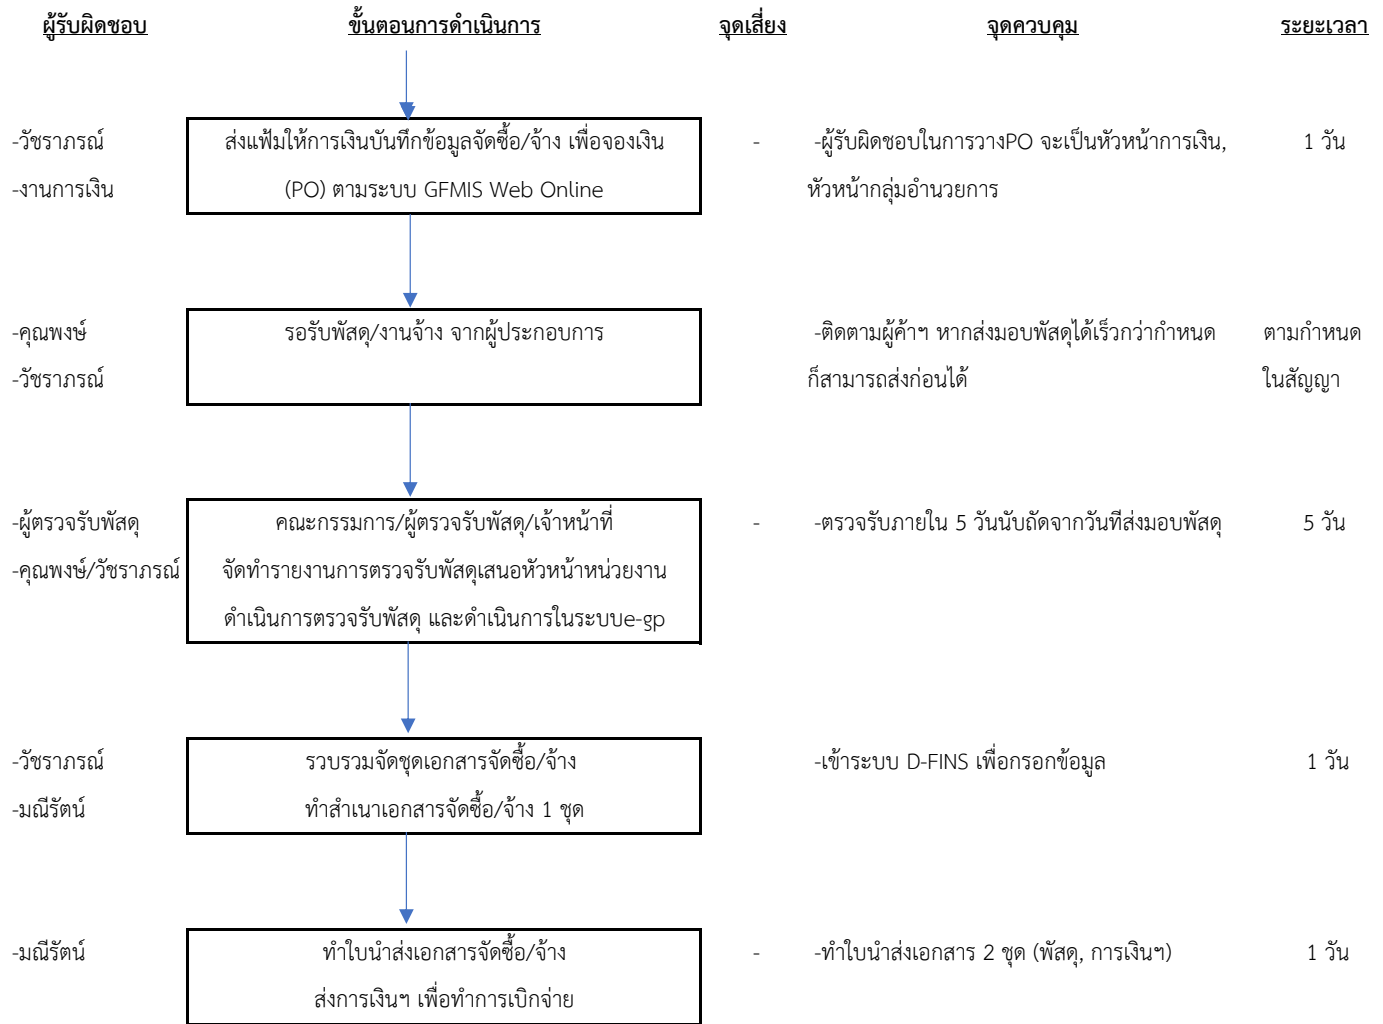 ผู้รับผิดชอบ ขั้นตอนการดำเนินการ จุดเสี่ยง จุดควบคุม ระยะเวลา
-วัชราภรณ์ ส่งแฟ้มให้การเงินบันทึกข้อมูลจัดซื้อ/จ้าง เพื่อจองเงิน - -ผู้รับผิดชอบในการวางPO จะเป็นหัวหน้าการเงิน, 1 วัน
-งานการเงิน (PO) ตามระบบ GFMIS Web Online หัวหน้ากลุ่มอำนวยการ
-คุณพงษ์ รอรับพัสดุ/งานจ้าง จากผู้ประกอบการ -ติดตามผู้ค้าฯ หากส่งมอบพัสดุได้เร็วกว่ากำหนด ตามกำหนด
-วัชราภรณ์ ก็สามารถส่งก่อนได้ ในสัญญา
-ผู้ตรวจรับพัสดุ คณะกรรมการ/ผู้ตรวจรับพัสดุ/เจ้าหน้าที่ - -ตรวจรับภายใน 5 วันนับถัดจากวันที่ส่งมอบพัสดุ 5 วัน
-คุณพงษ์/วัชราภรณ์ จัดทำรายงานการตรวจรับพัสดุเสนอหัวหน้าหน่วยงาน
ดำเนินการตรวจรับพัสดุ และดำเนินการในระบบe-gp
-วัชราภรณ์ รวบรวมจัดชุดเอกสารจัดซื้อ/จ้าง -เข้าระบบ D-FINS เพื่อกรอกข้อมูล 1 วัน
-มณีรัตน์ ทำสำเนาเอกสารจัดซื้อ/จ้าง 1 ชุด
-มณีรัตน์ ทำใบนำส่งเอกสารจัดซื้อ/จ้าง - -ทำใบนำส่งเอกสาร 2 ชุด (พัสดุ, การเงินฯ) 1 วัน
ส่งการเงินฯ เพื่อทำการเบิกจ่าย